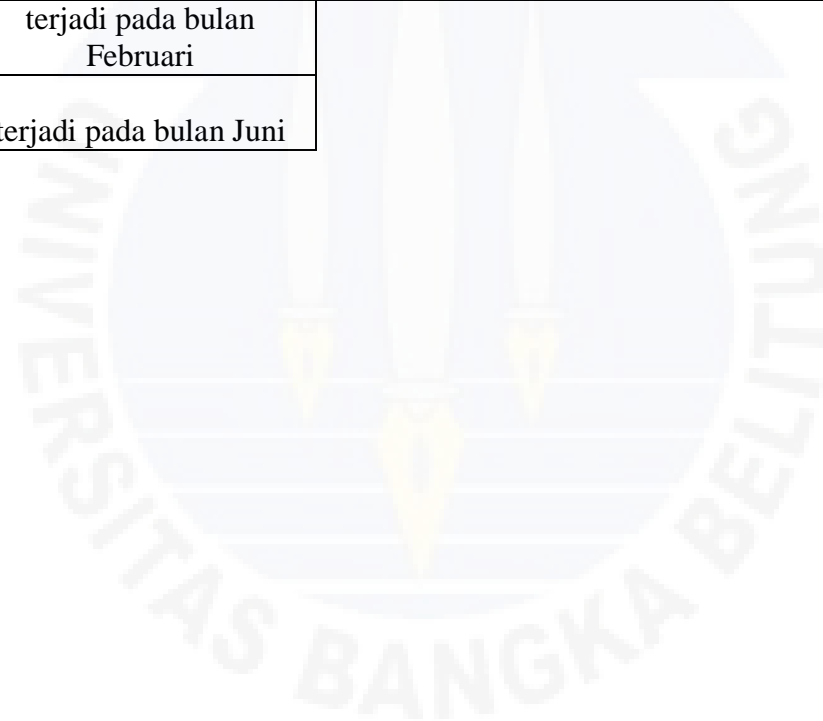 terjadi pada bulan
Februari
terjadi pada bulan Juni
UNIVERSITAS BANGKA BELITUNG